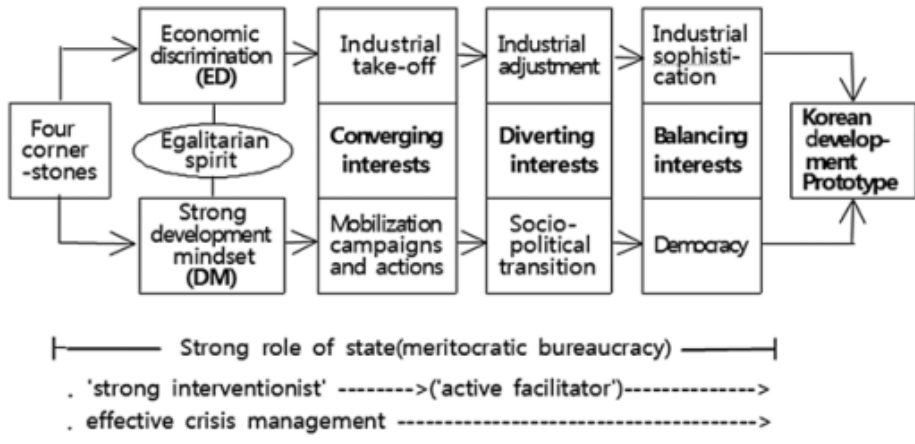 Four
corner
-stones
Economic
discrimination
(ED)
Egalitarian
spirit
Strong
development
mindset
(DM)
Industrial
take-off
Converging
interests
Mobilization
campaigns
and actions
Industrial
adjustment
Diverting
interests
Socio-
political
transition
Industrial
sophisti-
cation
Balancing
interests
Democracy
Korean
develop-
ment
Prototype
Strong role of state(meritocratic bureaucracy)
. 'strong interventionist' -------->('active facilitator')------------->
. effective crisis management ------------------------------------>